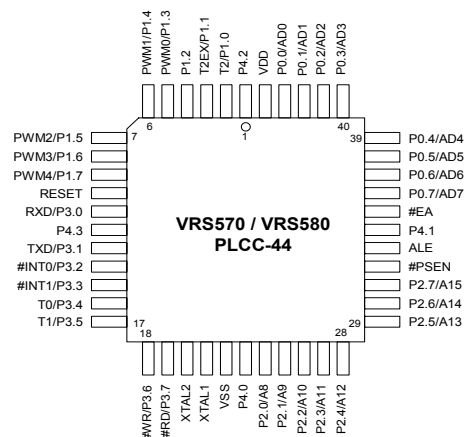 PWM1/P1.4
PWM0/P1.3
P1.2
T2EX/P1.1
T2/P1.0
P4.2
VDD
P0.0/AD0
P0.1/AD1
P0.2/AD2
P0.3/AD3
6
1
40
7
39
PWM2/P1.5
PWM3/P1.6
PWM4/P1.7
RESET
RXD/P3.0
P4.3
TXD/P3.1
#INT0/P3.2
#INT1/P3.3
T0/P3.4
T1/P3.5
VRS570 / VRS580
PLCC-44
P0.4/AD4
P0.5/AD5
P0.6/AD6
P0.7/AD7
#EA
P4.1
ALE
#PSEN
P2.7/A15
P2.6/A14
P2.5/A13
17
29
18
28
#WR/P3.6
#RD/P3.7
XTAL2
XTAL1
VSS
P4.0
P2.0/A8
P2.1/A9
P2.2/A10
P2.3/A11
P2.4/A12